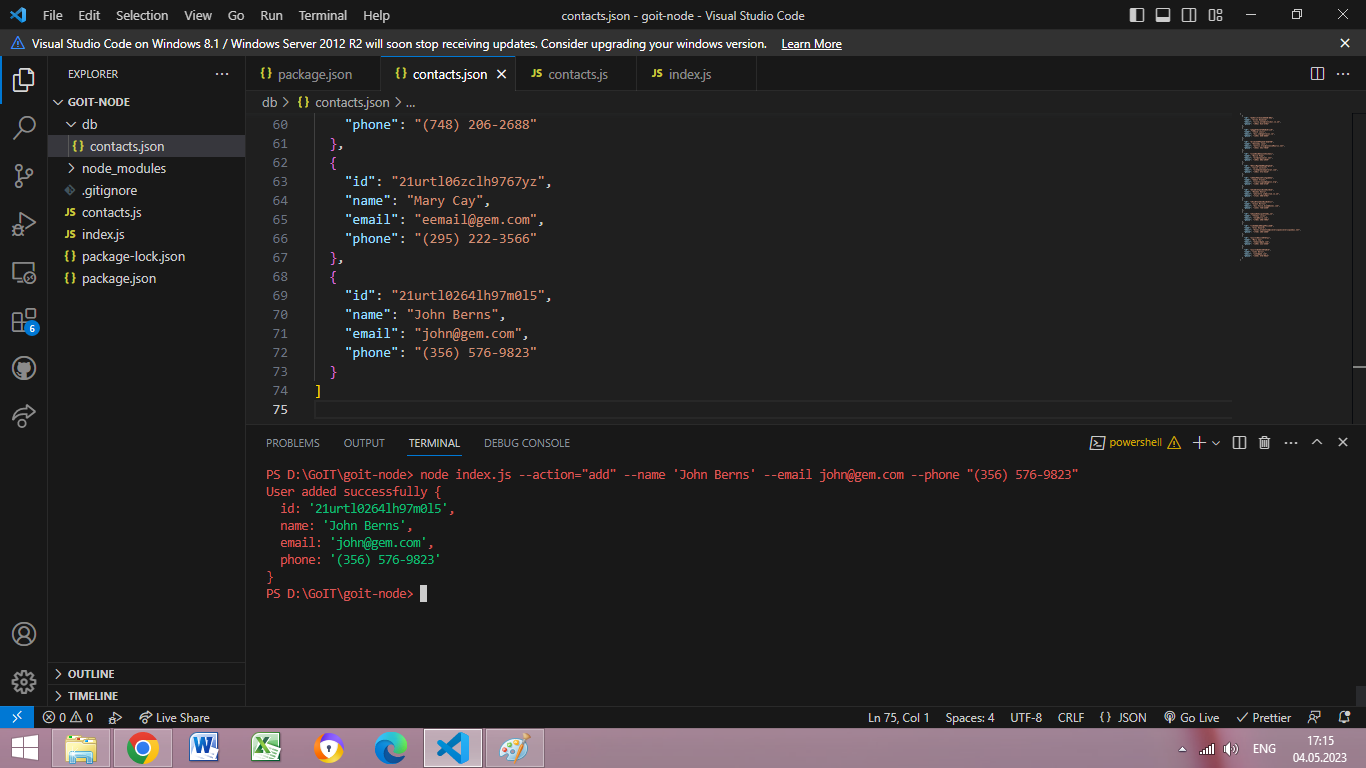 File Edit Selection View Go Run Terminal Help contacts.json - goit-node - Visual Studio Code
Visual Studio Code on Windows 8.1 / Windows Server 2012 R2 will soon stop receiving updates. Consider upgrading your windows version. Learn More
EXPLORER
GOIT-NODE
db
{} contacts.json
node_modules
.gitignore
JS contacts.js
JS index.js
{} package-lock.json
{} package.json
OUTLINE
TIMELINE
6
{} package.json {} contacts.json JS contacts.js JS index.js
db > {} contacts.json > ...
60 "phone": "(748) 206-2688"
61 },
62 {
63 "id": "21urtl06zclh9767yz",
64 "name": "Mary Cay",
65 "email": "eemail@gem.com",
66 "phone": "(295) 222-3566"
67 },
68 {
69 "id": "21urtl0264lh97m0l5",
70 "name": "John Berns",
71 "email": "john@gem.com",
72 "phone": "(356) 576-9823"
73 }
74 ]
75
PROBLEMS OUTPUT TERMINAL DEBUG CONSOLE powershell
PS D:\GoIT\goit-node> node index.js --action="add" --name 'John Berns' --email john@gem.com --phone "(356) 576-9823"
User added successfully {
id: '21urtl0264lh97m0l5',
name: 'John Berns',
email: 'john@gem.com',
phone: '(356) 576-9823'
}
PS D:\GoIT\goit-node>
0 0 Live Share Ln 75, Col 1 Spaces: 4 UTF-8 CRLF {} JSON Go Live Prettier
ENG 17:15
04.05.2023